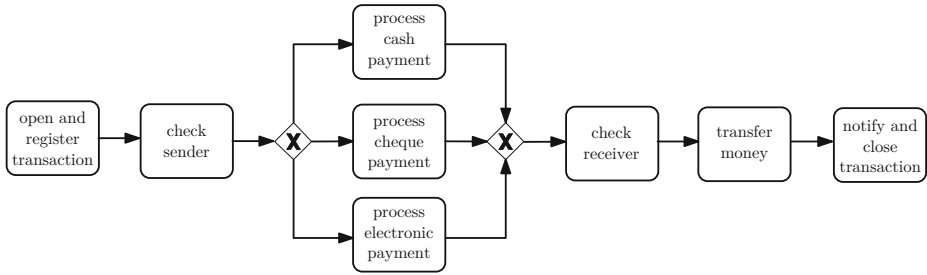 open and
register
transaction
check
sender
X
process
cash
payment
process
cheque
payment
process
electronic
payment
X
check
receiver
transfer
money
notify and
close
transaction